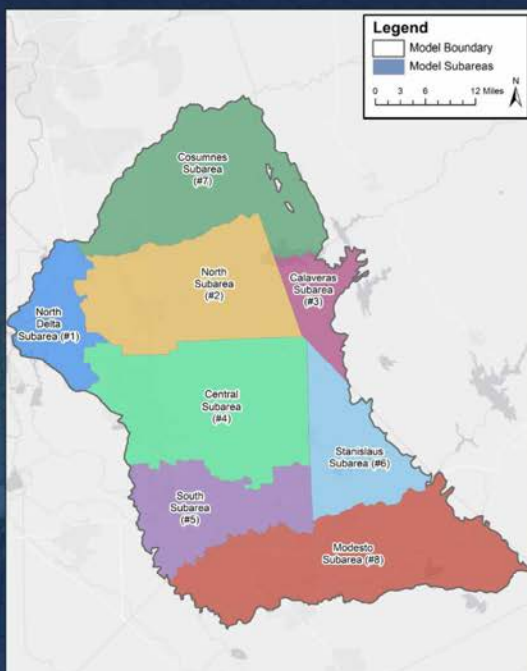 Legend
Model Boundary
Model Subareas
0 3 6 12 Miles
N
Cosumnes
Subarea
(#7)
North
Subarea
(#2)
Calaveras
Subarea
(#3)
North
Delta
Subarea (#1)
Central
Subarea
(#4)
Stanislaus
Subarea (#6)
South
Subarea
(#5)
Modesto
Subarea (#8)